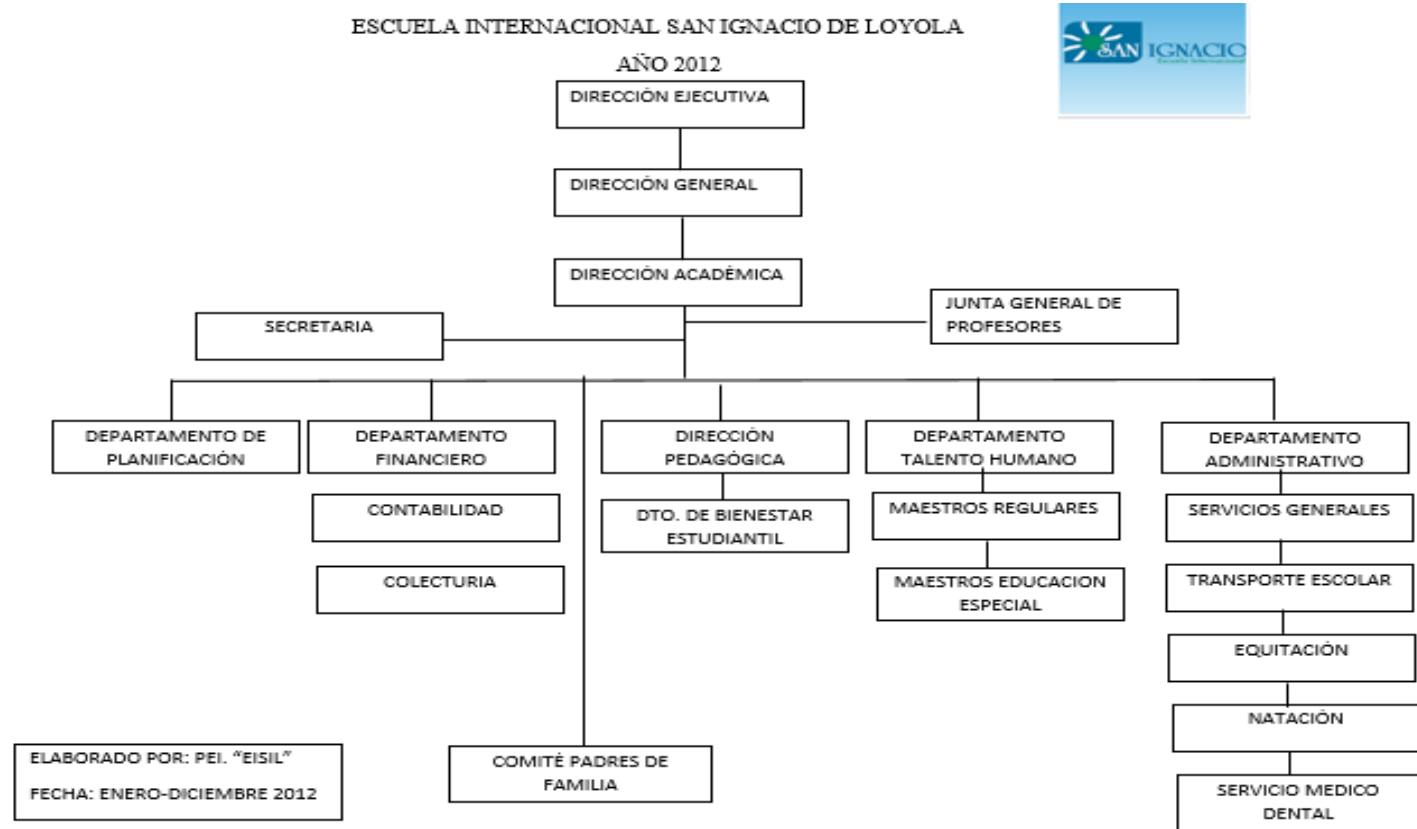 ESCUELA INTERNACIONAL SAN IGNACIO DE LOYOLA
AÑO 2012
SAN IGNACIO
Escuela Internacional
DIRECCIÓN EJECUTIVA
DIRECCIÓN GENERAL
DIRECCIÓN ACADÉMICA
SECRETARIA
JUNTA GENERAL DE
PROFESORES
DEPARTAMENTO DE
PLANIFICACIÓN
DEPARTAMENTO
FINANCIERO
DIRECCIÓN
PEDAGÓGICA
DEPARTAMENTO
TALENTO HUMANO
DEPARTAMENTO
ADMINISTRATIVO
CONTABILIDAD
DTO. DE BIENESTAR
ESTUDIANTIL
MAESTROS REGULARES
SERVICIOS GENERALES
COLECTURIA
MAESTROS EDUCACION
ESPECIAL
TRANSPORTE ESCOLAR
EQUITACIÓN
NATACIÓN
SERVICIO MEDICO
DENTAL
COMITÉ PADRES DE
FAMILIA
ELABORADO POR: PEI. “EISIL”
FECHA: ENERO-DICIEMBRE 2012